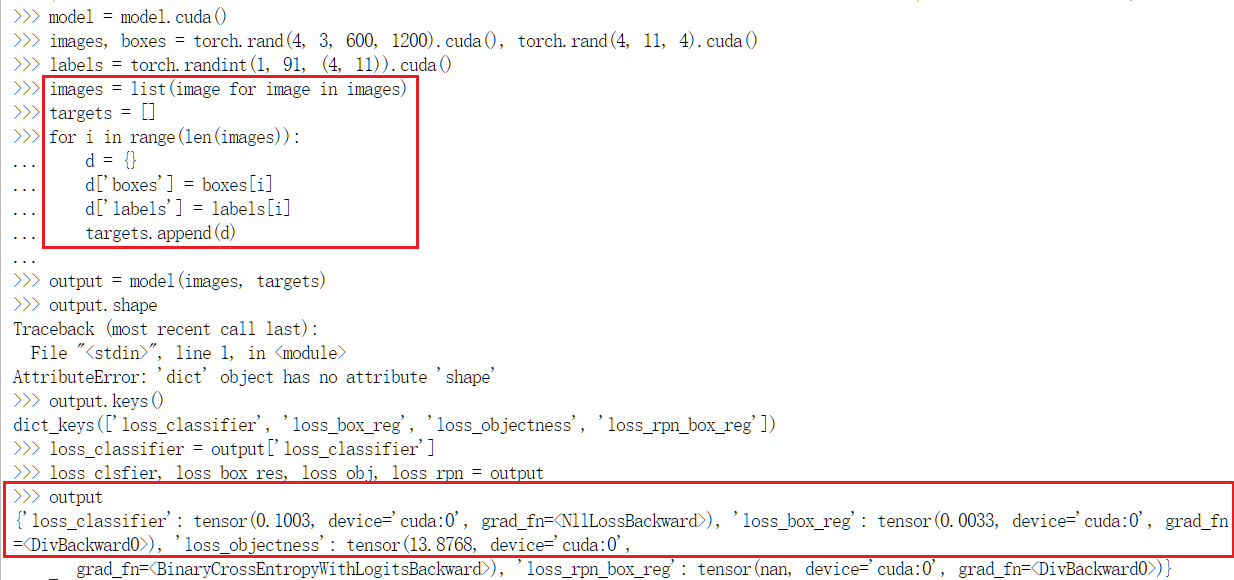 >>> model = model.cuda()
>>> images, boxes = torch.rand(4, 3, 600, 1200).cuda(), torch.rand(4, 11, 4).cuda()
>>> labels = torch.randint(1, 91, (4, 11)).cuda()
>>> images = list(image for image in images)
>>> targets = []
>>> for i in range(len(images)):
...     d = {}
...     d['boxes'] = boxes[i]
...     d['labels'] = labels[i]
...     targets.append(d)
...
>>> output = model(images, targets)
>>> output.shape
Traceback (most recent call last):
  File "<stdin>", line 1, in <module>
AttributeError: 'dict' object has no attribute 'shape'
>>> output.keys()
dict_keys(['loss_classifier', 'loss_box_reg', 'loss_objectness', 'loss_rpn_box_reg'])
>>> loss_classifier = output['loss_classifier']
>>> loss_clsfier, loss_box_res, loss_obj, loss_rpn = output
>>> output
{'loss_classifier': tensor(0.1003, device='cuda:0', grad_fn=<NllLossBackward>), 'loss_box_reg': tensor(0.0033, device='cuda:0', grad_fn
=<DivBackward0>), 'loss_objectness': tensor(13.8768, device='cuda:0',
       grad_fn=<BinaryCrossEntropyWithLogitsBackward>), 'loss_rpn_box_reg': tensor(nan, device='cuda:0', grad_fn=<DivBackward0>)}